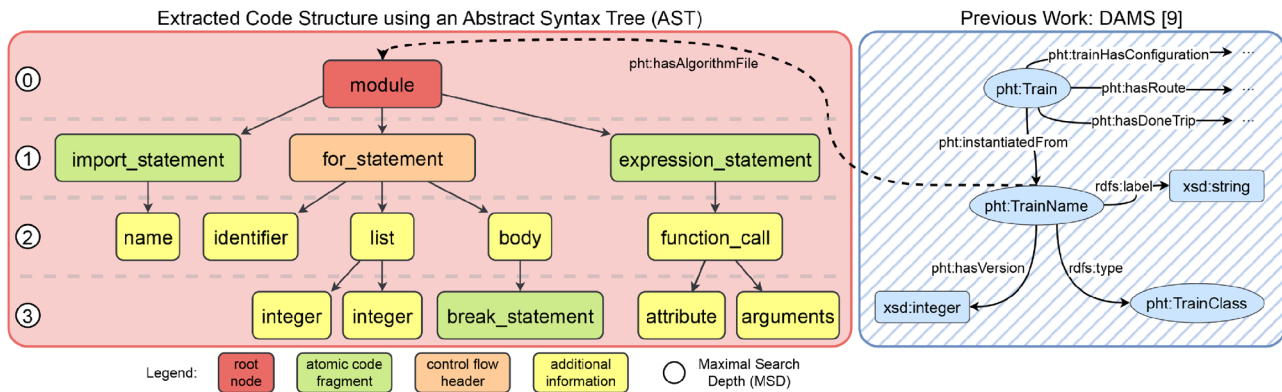 Extracted Code Structure using an Abstract Syntax Tree (AST)
Previous Work: DAMS [9]
0
module
pht:hasAlgorithmFile
pht:trainHasConfiguration
...
pht:Train
pht:hasRoute
...
pht:hasDoneTrip
...
1
import_statement
for_statement
expression_statement
pht:instantiatedFrom
rdfs:label
xsd:string
pht:TrainName
2
name
identifier
list
body
function_call
pht:hasVersion
rdfs:type
3
integer
integer
break_statement
attribute
arguments
xsd:integer
pht:TrainClass
Legend:
root
node
atomic code
fragment
control flow
header
additional
information
Maximal Search
Depth (MSD)